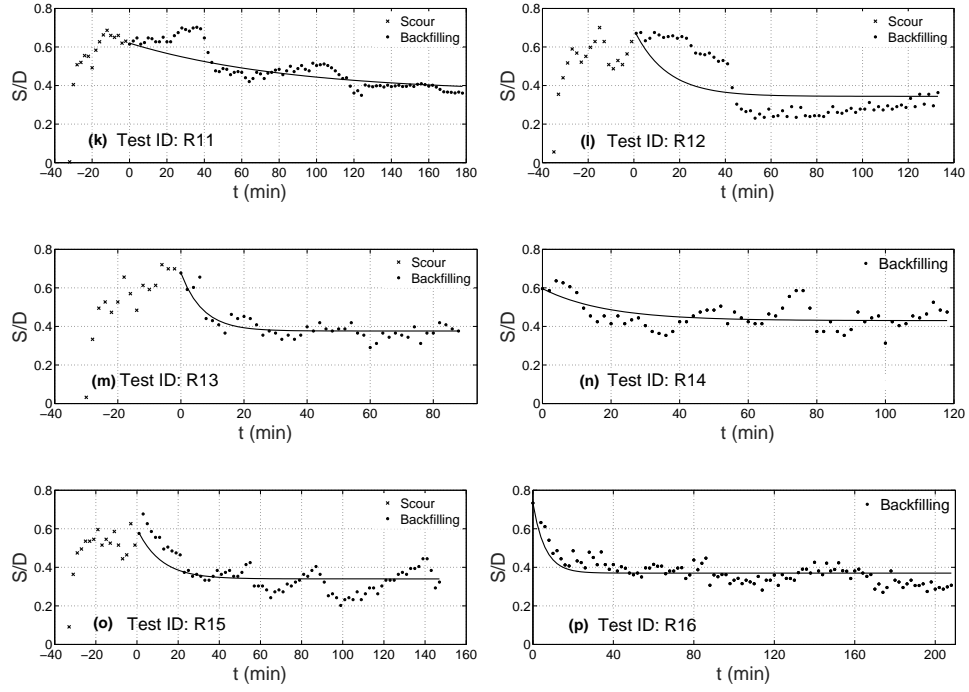 0.8
0.6
0.4
0.2
0
S/D
× Scour
• Backfilling
(k) Test ID: R11
−40 −20 0 20 40 60 80 100 120 140 160 180
t (min)
0.8
0.6
0.4
0.2
0
S/D
× Scour
• Backfilling
(l) Test ID: R12
−40 −20 0 20 40 60 80 100 120 140
t (min)
0.8
0.6
0.4
0.2
0
S/D
× Scour
• Backfilling
(m) Test ID: R13
−40 −20 0 20 40 60 80
t (min)
0.8
0.6
0.4
0.2
0
S/D
• Backfilling
(n) Test ID: R14
0 20 40 60 80 100 120
t (min)
0.8
0.6
0.4
0.2
0
S/D
× Scour
• Backfilling
(o) Test ID: R15
−40 −20 0 20 40 60 80 100 120 140 160
t (min)
0.8
0.6
0.4
0.2
0
S/D
• Backfilling
(p) Test ID: R16
0 40 80 120 160 200
t (min)